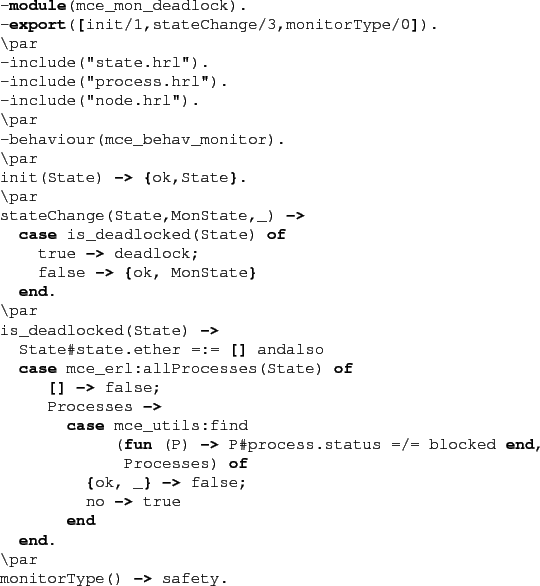 -module(mce_mon_deadlock).
-export([init/1,stateChange/3,monitorType/0]).
\par
-include("state.hrl").
-include("process.hrl").
-include("node.hrl").
\par
-behaviour(mce_behav_monitor).
\par
init(State) -> {ok,State}.
\par
stateChange(State,MonState,_) ->
  case is_deadlocked(State) of
    true -> deadlock;
    false -> {ok, MonState}
  end.
\par
is_deadlocked(State) ->
  State#state.ether =:= [] andalso
  case mce_erl:allProcesses(State) of
     [] -> false;
     Processes ->
       case mce_utils:find
            (fun (P) -> P#process.status =/= blocked end,
             Processes) of
         {ok, _} -> false;
         no -> true
       end
  end.
\par
monitorType() -> safety.